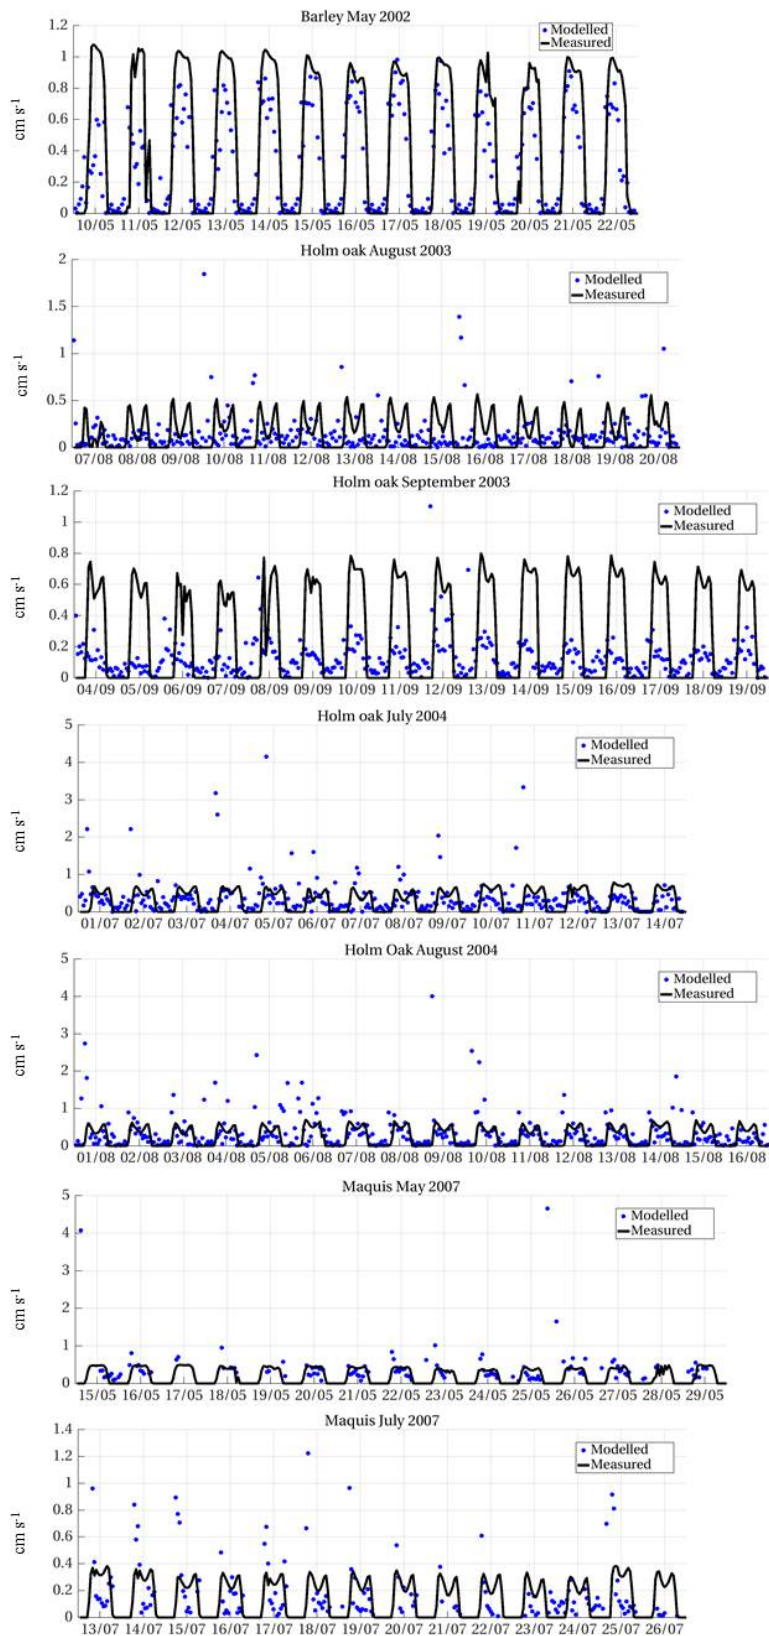 Barley May 2002
1.2
1
0.8
0.6
0.4
0.2
0
cm s-1
Modelled
Measured
10/05 11/05 12/05 13/05 14/05 15/05 16/05 17/05 18/05 19/05 20/05 21/05 22/05
Holm oak August 2003
2
1.5
1
0.5
0
cm s-1
Modelled
Measured
07/08 08/08 09/08 10/08 11/08 12/08 13/08 14/08 15/08 16/08 17/08 18/08 19/08 20/08
Holm oak September 2003
1.2
1
0.8
0.6
0.4
0.2
0
cm s-1
Modelled
Measured
04/09 05/09 06/09 07/09 08/09 09/09 10/09 11/09 12/09 13/09 14/09 15/09 16/09 17/09 18/09 19/09
Holm oak July 2004
5
4
3
2
1
0
cm s-1
Modelled
Measured
01/07 02/07 03/07 04/07 05/07 06/07 07/07 08/07 09/07 10/07 11/07 12/07 13/07 14/07
Holm Oak August 2004
5
4
3
2
1
0
cm s-1
Modelled
Measured
01/08 02/08 03/08 04/08 05/08 06/08 07/08 08/08 09/08 10/08 11/08 12/08 13/08 14/08 15/08 16/08
Maquis May 2007
5
4
3
2
1
0
cm s-1
Modelled
Measured
15/05 16/05 17/05 18/05 19/05 20/05 21/05 22/05 23/05 24/05 25/05 26/05 27/05 28/05 29/05
Maquis July 2007
1.4
1.2
1
0.8
0.6
0.4
0.2
0
cm s-1
Modelled
Measured
13/07 14/07 15/07 16/07 17/07 18/07 19/07 20/07 21/07 22/07 23/07 24/07 25/07 26/07